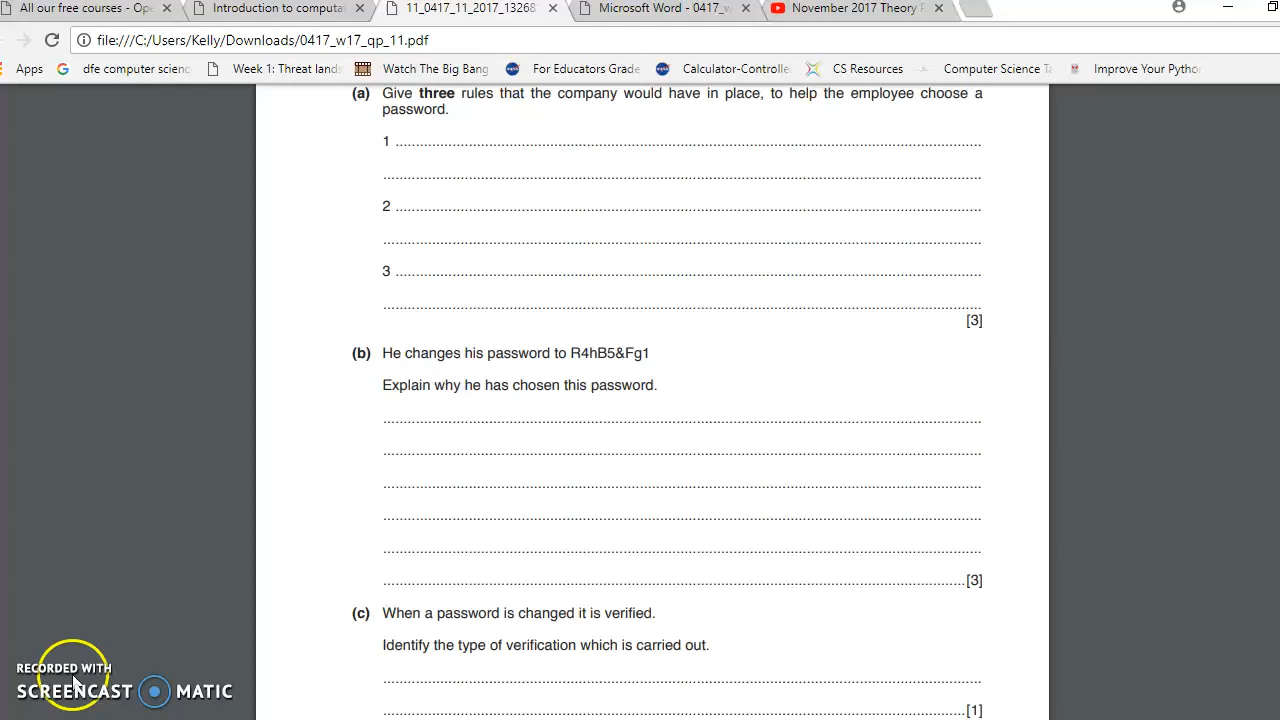 All our free courses - Ope
Introduction to computat
11_0417_11_2017_13268
Microsoft Word - 0417_w
November 2017 Theory P
file:///C:/Users/Kelly/Downloads/0417_w17_qp_11.pdf
Apps
dfe computer scienc
Week 1: Threat lands
Watch The Big Bang
For Educators Grade
Calculator-Controlle
CS Resources
Computer Science Ta
Improve Your Python
(a) Give three rules that the company would have in place, to help the employee choose a
password.
1
2
3
[3]
(b) He changes his password to R4hB5&Fg1
Explain why he has chosen this password.
[3]
(c) When a password is changed it is verified.
Identify the type of verification which is carried out.
[1]
RECORDED WITH
SCREENCAST MATIC